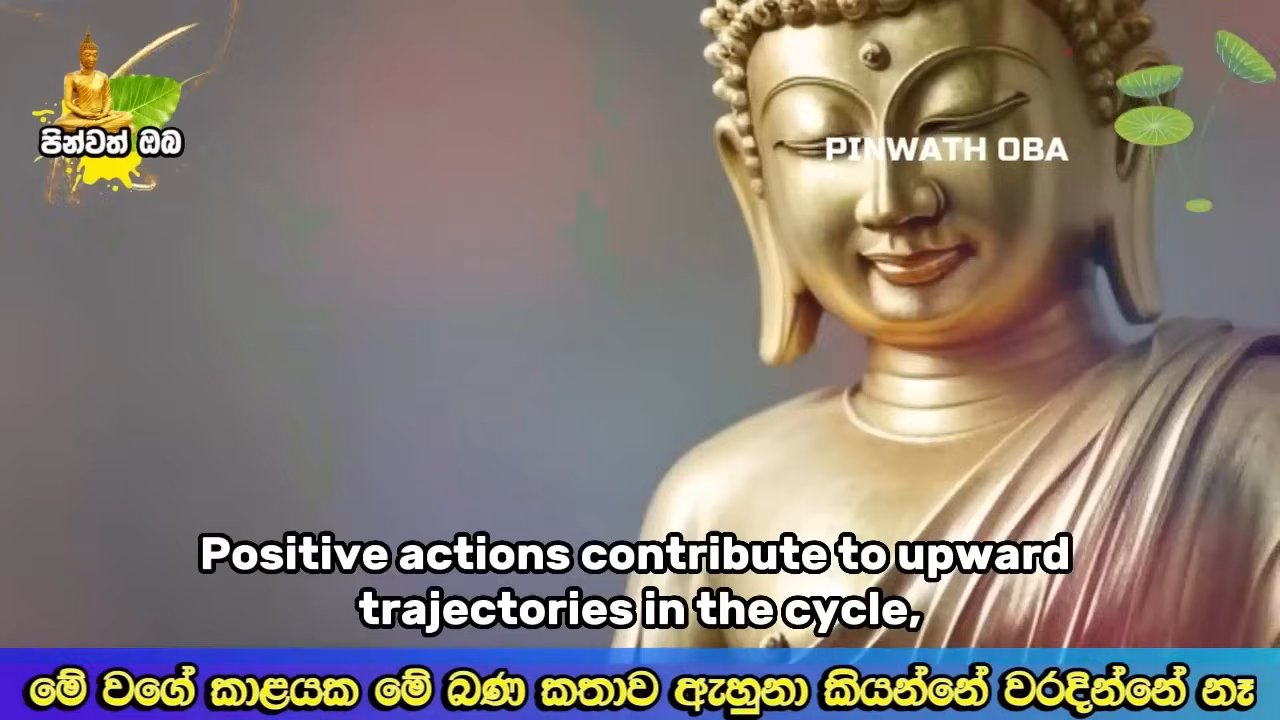 පින්වත් ඔබ
PINWATH OBA
Positive actions contribute to upward
trajectories in the cycle,
මේ වගේ කාළයක මේ බණ කතාව ඇහුනා කියන්නේ වරදින්නේ නෑ